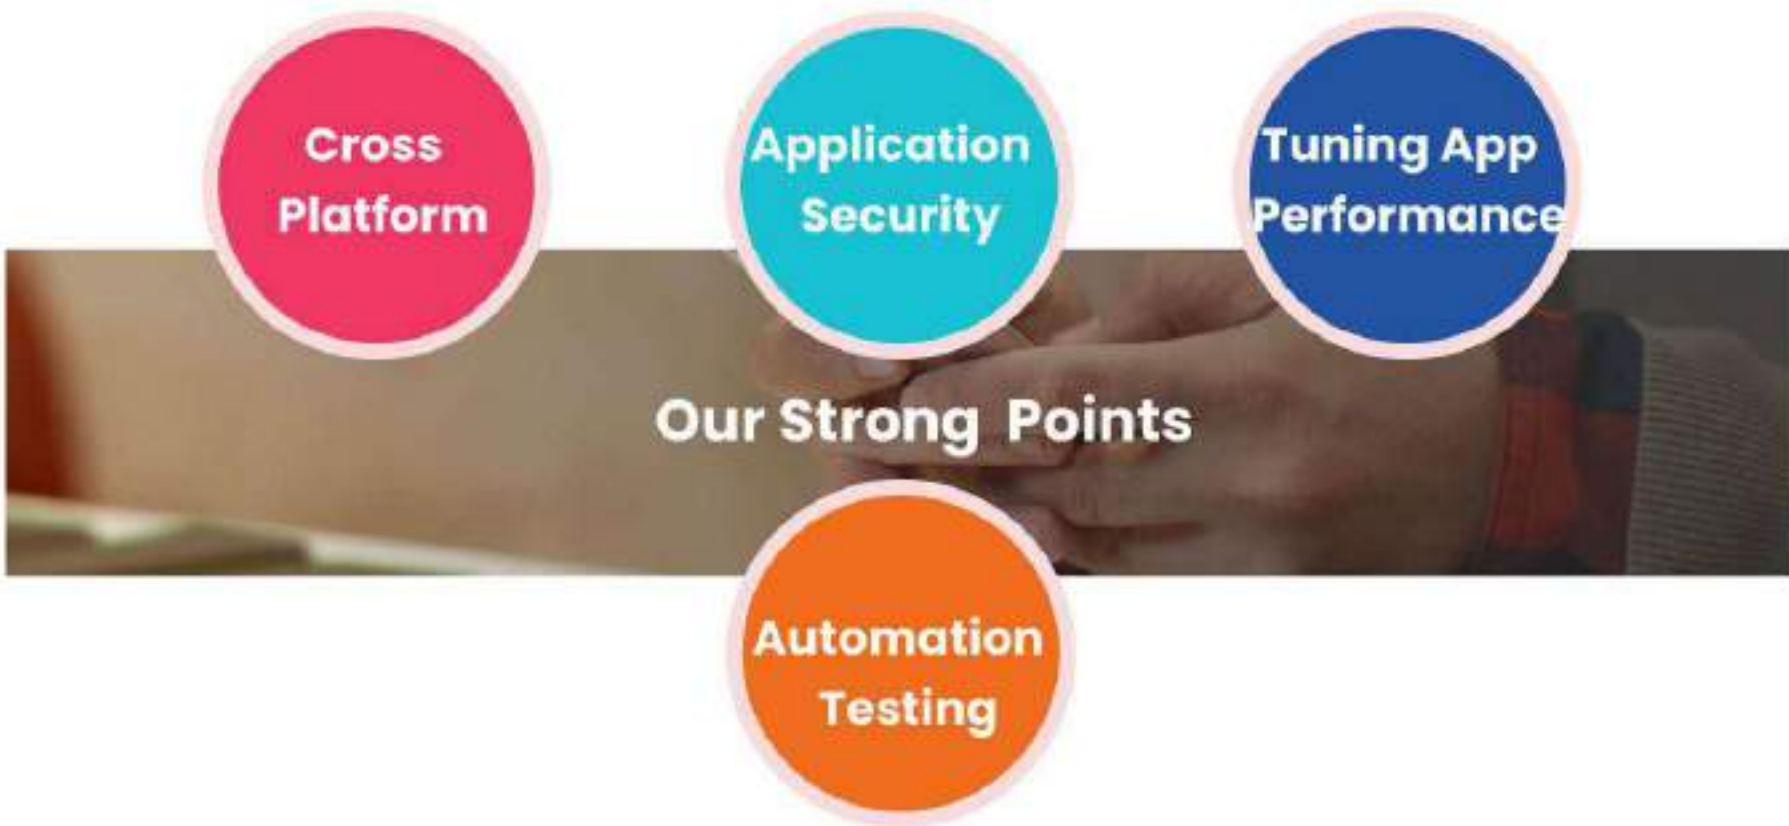 Cross
Platform
Application
Security
Tuning App
Performance
Our Strong Points
Automation
Testing